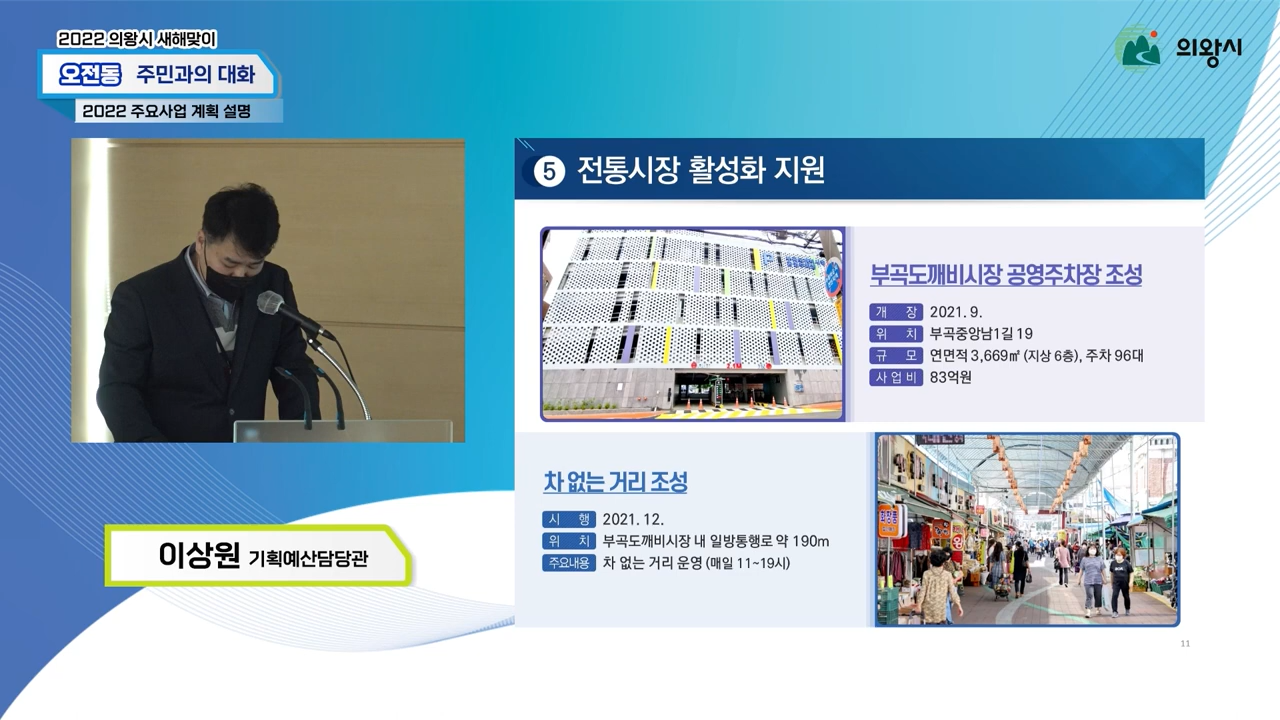 2022 의왕시 새해맞이
오전동 주민과의 대화
2022 주요사업 계획 설명
의왕시
5 전통시장 활성화 지원
부곡도깨비시장 공영주차장 조성
개 장 2021. 9.
위 치 부곡중앙남1길 19
규 모 연면적 3,669㎡ (지상 6층), 주차 96대
사업비 83억원
차 없는 거리 조성
시 행 2021. 12.
위 치 부곡도깨비시장 내 일방통행로 약 190m
주요내용 차 없는 거리 운영 (매일 11~19시)
이상원 기획예산담당관
11